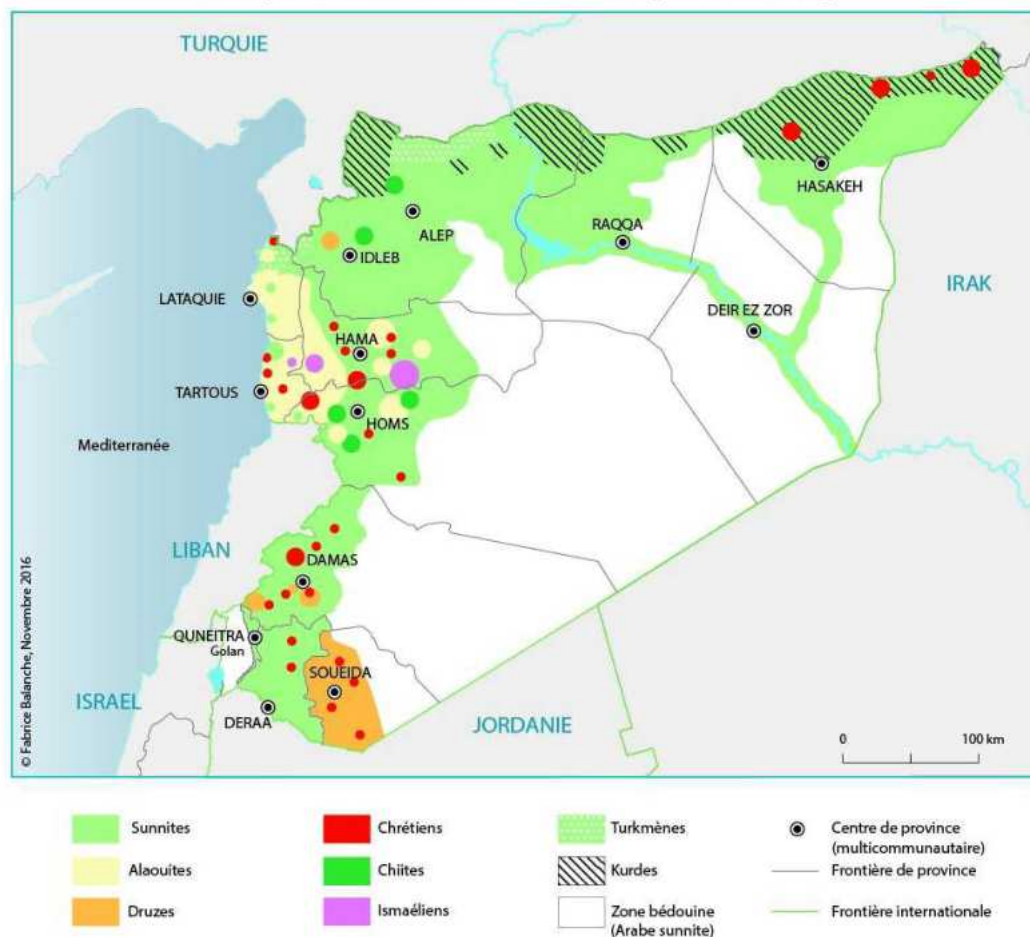 TURQUIE
HASAKEH
ALEP
RAQQA
IDLEB
IRAK
LATAQUIE
DEIR EZ ZOR
HAMA
TARTOUS
HOMS
Mediterranée
LIBAN
DAMAS
QUNEITRA
Golan
SOUEIDA
ISRAEL
DERAA
JORDANIE
0 100 km
© Fabrice Balanche, Novembre 2016
Sunnites
Alaouites
Druzes
Chrétiens
Chiites
Ismaéliens
Turkmènes
Kurdes
Zone bédouine
(Arabe sunnite)
Centre de province
(multicommunautaire)
Frontière de province
Frontière internationale